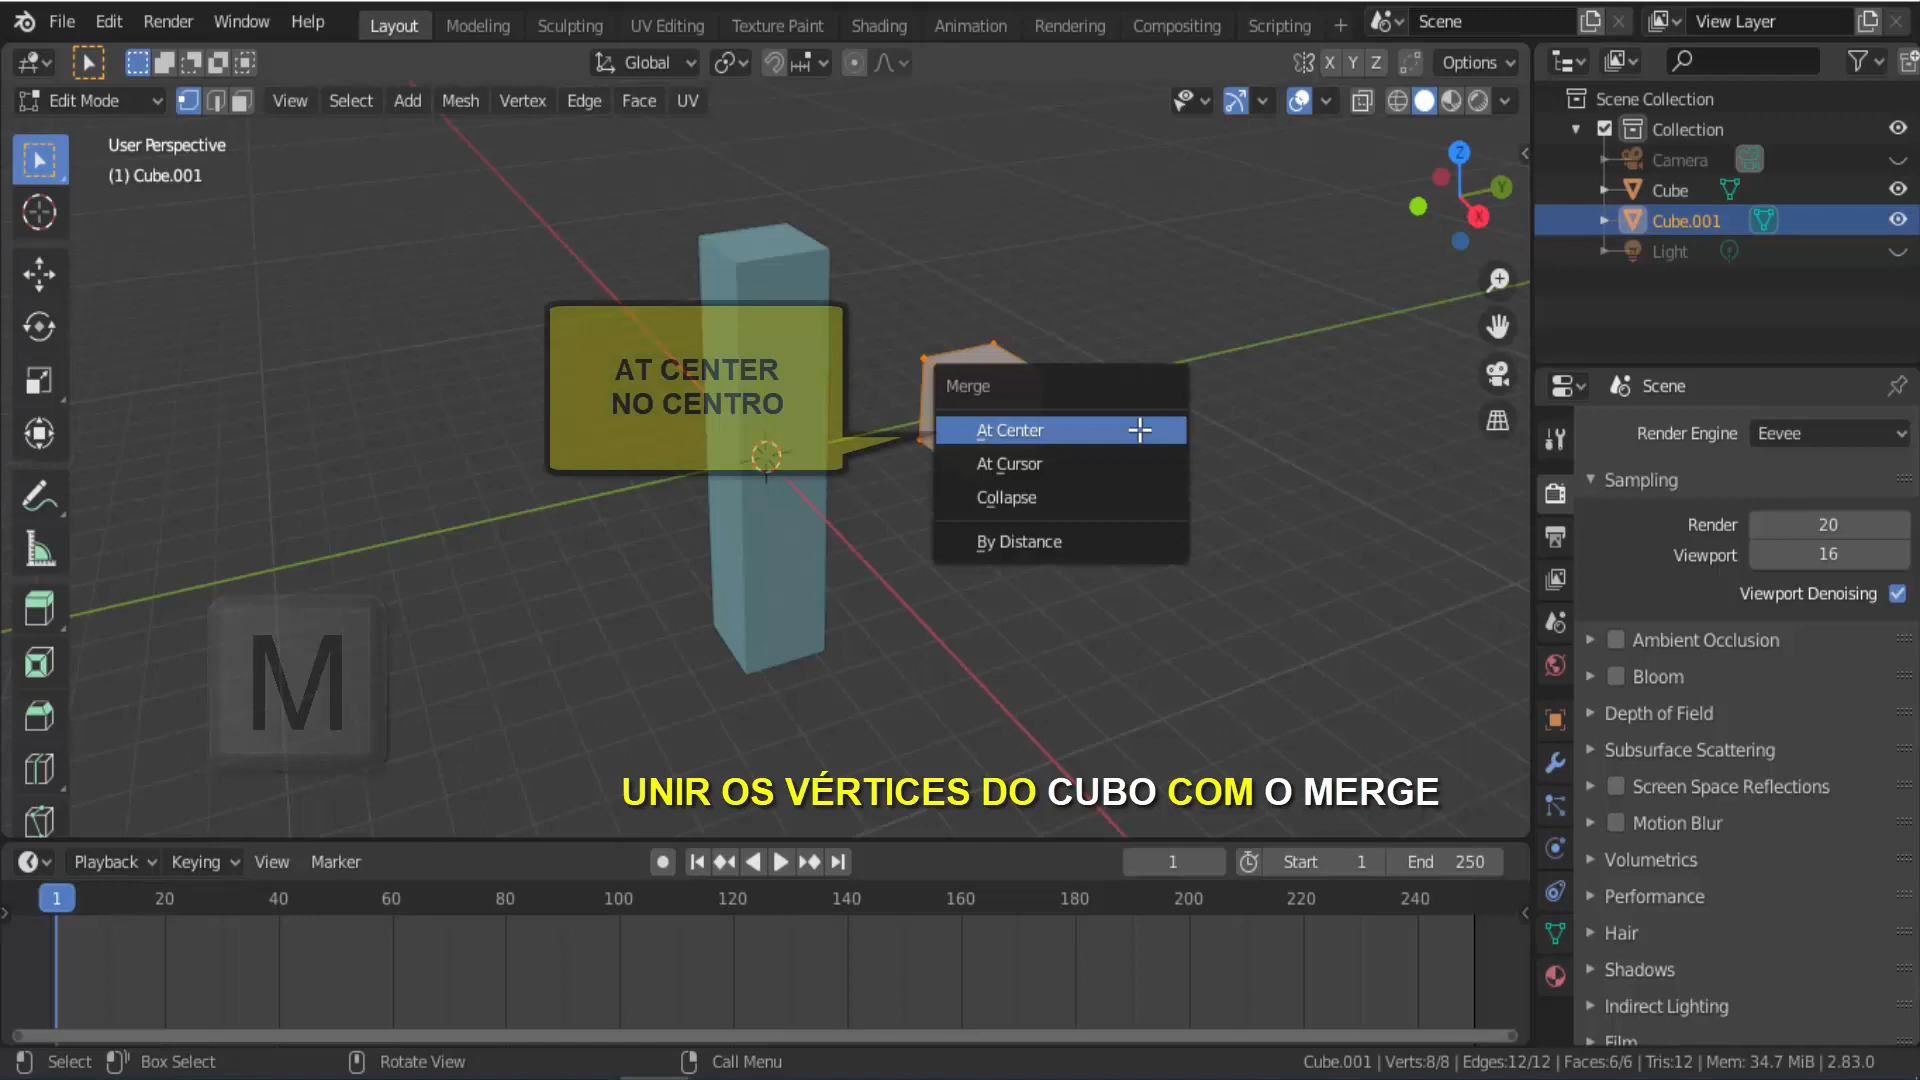 File Edit Render Window Help Layout Modeling Sculpting UV Editing Texture Paint Shading Animation Rendering Compositing Scripting + Scene View Layer
Global X Y Z Options
Edit Mode View Select Add Mesh Vertex Edge Face UV
User Perspective
(1) Cube.001
Z
Y
X
Scene Collection
Collection
Camera
Cube
Cube.001
Light
AT CENTER
NO CENTRO
Merge
At Center
At Cursor
Collapse
By Distance
M
UNIR OS VÉRTICES DO CUBO COM O MERGE
Scene
Render Engine Eevee
Sampling
Render 20
Viewport 16
Viewport Denoising
Ambient Occlusion
Bloom
Depth of Field
Subsurface Scattering
Screen Space Reflections
Motion Blur
Volumetrics
Performance
Hair
Shadows
Indirect Lighting
Film
Playback Keying View Marker 1 Start 1 End 250
1 20 40 60 80 100 120 140 160 180 200 220 240
Select Box Select Rotate View Call Menu Cube.001 | Verts:8/8 | Edges:12/12 | Faces:6/6 | Tris:12 | Mem: 34.7 MiB | 2.83.0